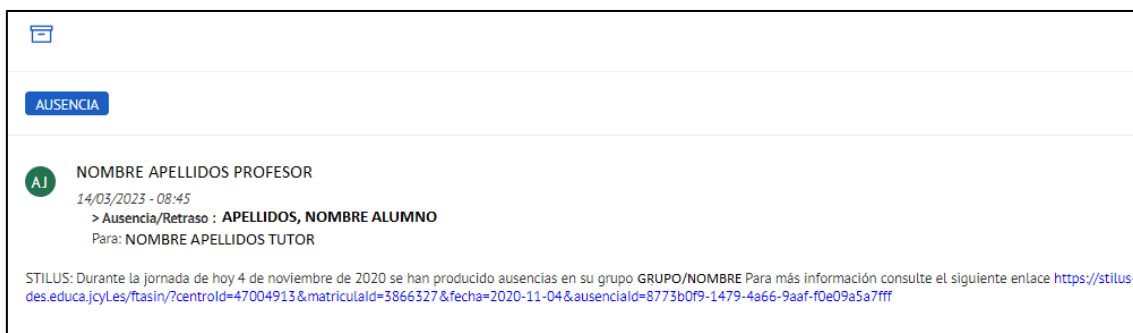 AUSENCIA
AJ
NOMBRE APELLIDOS PROFESOR
14/03/2023 - 08:45
> Ausencia/Retraso : APELLIDOS, NOMBRE ALUMNO
Para: NOMBRE APELLIDOS TUTOR
STILUS: Durante la jornada de hoy 4 de noviembre de 2020 se han producido ausencias en su grupo GRUPO/NOMBRE Para más información consulte el siguiente enlace https://stilus-
des.educa.jcyl.es/ftasin/?centroId=47004913&matriculaId=3866327&fecha=2020-11-04&ausenciaId=8773b0f9-1479-4a66-9aaf-f0e09a5a7fff